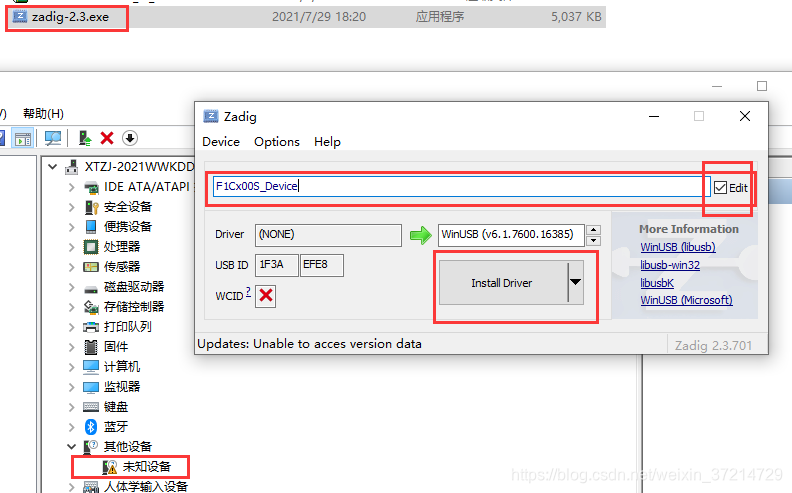 zadig-2.3.exe 2021/7/29 18:20 应用程序 5,037 KB
帮助(H)
Zadig
Device Options Help
F1Cx00S_Device Edit
Driver (NONE) WinUSB (v6.1.7600.16385)
USB ID 1F3A EFE8
WCID ?
Install Driver
More Information
WinUSB (libusb)
libusb-win32
libusbK
WinUSB (Microsoft)
Updates: Unable to acces version data Zadig 2.3.701
XTZJ-2021WWKDD
IDE ATA/ATAPI
安全设备
便携设备
处理器
传感器
磁盘驱动器
存储控制器
打印队列
固件
计算机
监视器
键盘
蓝牙
其他设备
未知设备
人体学输入设备
https://blog.csdn.net/weixin_37214729